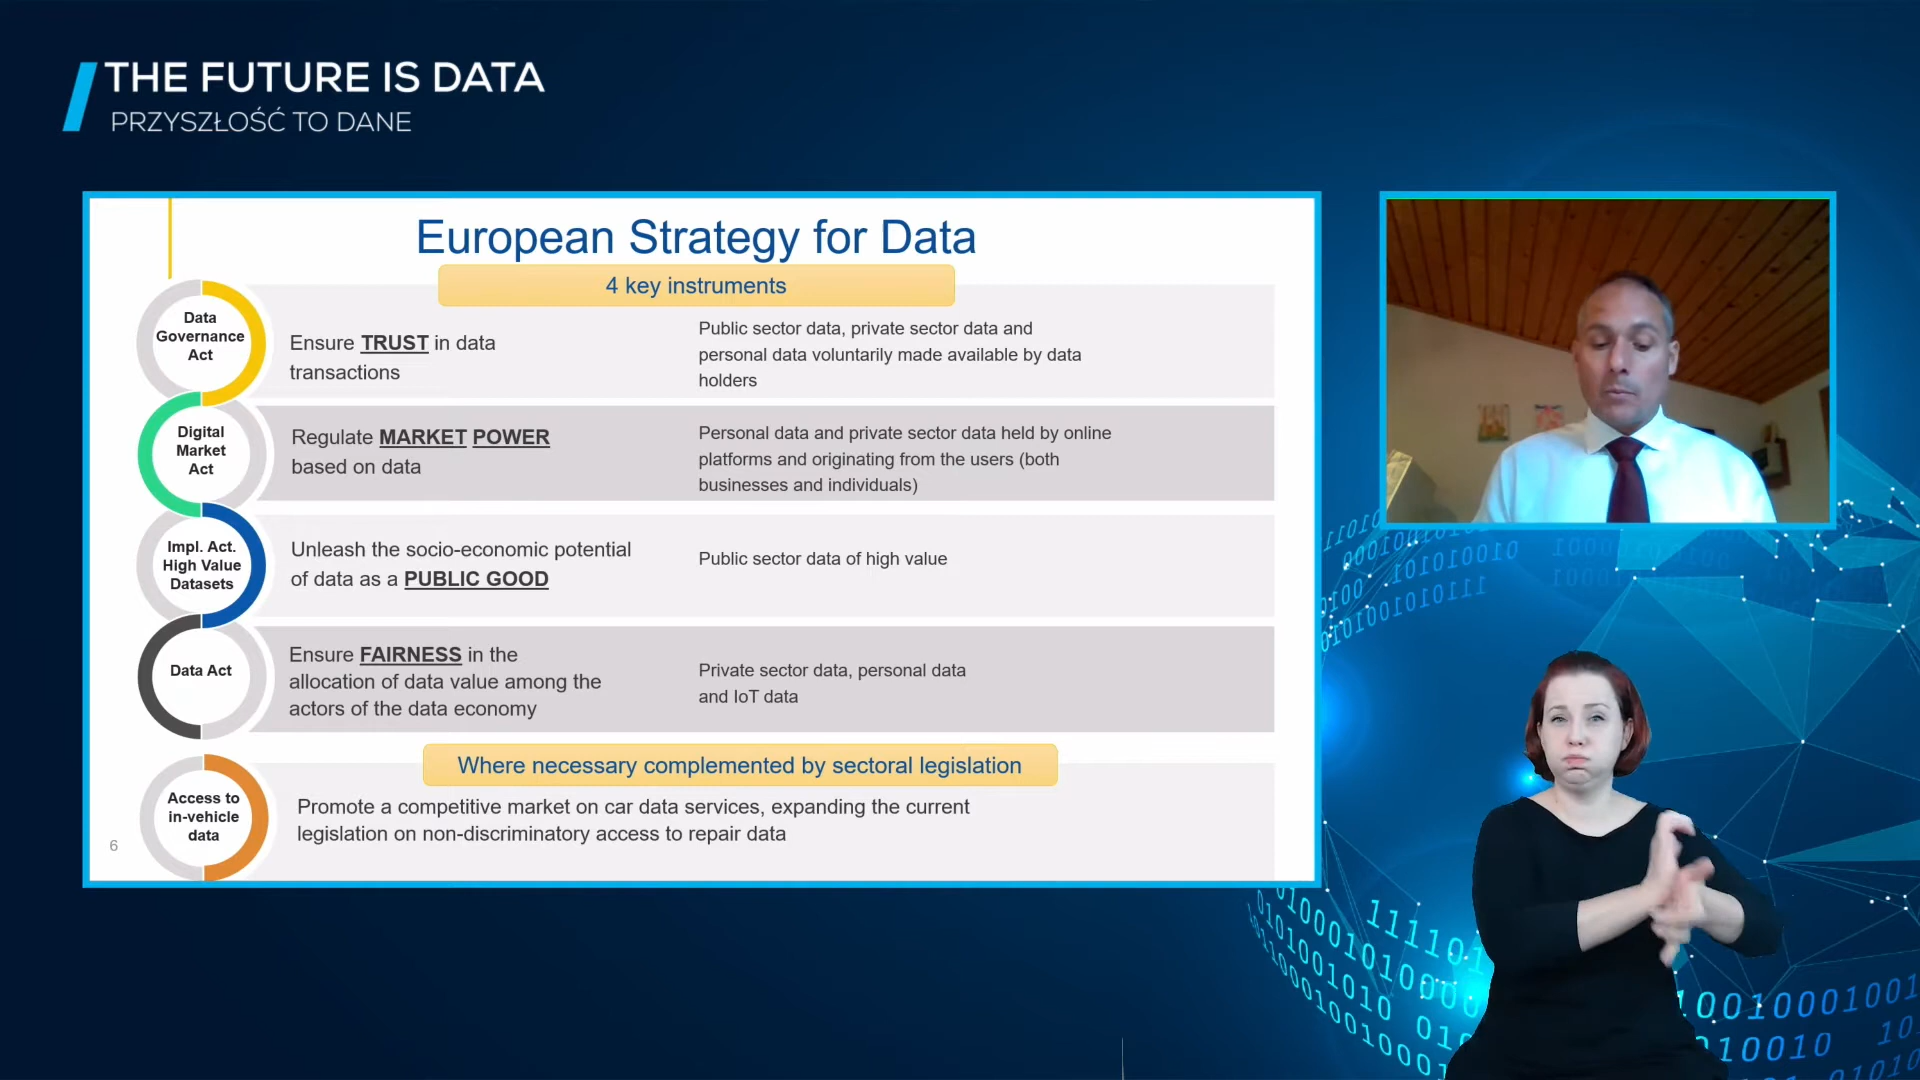 THE FUTURE IS DATA
PRZYSZŁOŚĆ TO DANE
European Strategy for Data
4 key instruments
Data
Governance
Act
Ensure TRUST in data
transactions
Public sector data, private sector data and
personal data voluntarily made available by data
holders
Digital
Market
Act
Regulate MARKET POWER
based on data
Personal data and private sector data held by online
platforms and originating from the users (both
businesses and individuals)
Impl. Act.
High Value
Datasets
Unleash the socio-economic potential
of data as a PUBLIC GOOD
Public sector data of high value
Data Act
Ensure FAIRNESS in the
allocation of data value among the
actors of the data economy
Private sector data, personal data
and IoT data
Where necessary complemented by sectoral legislation
Access to
in-vehicle
data
Promote a competitive market on car data services, expanding the current
legislation on non-discriminatory access to repair data
6